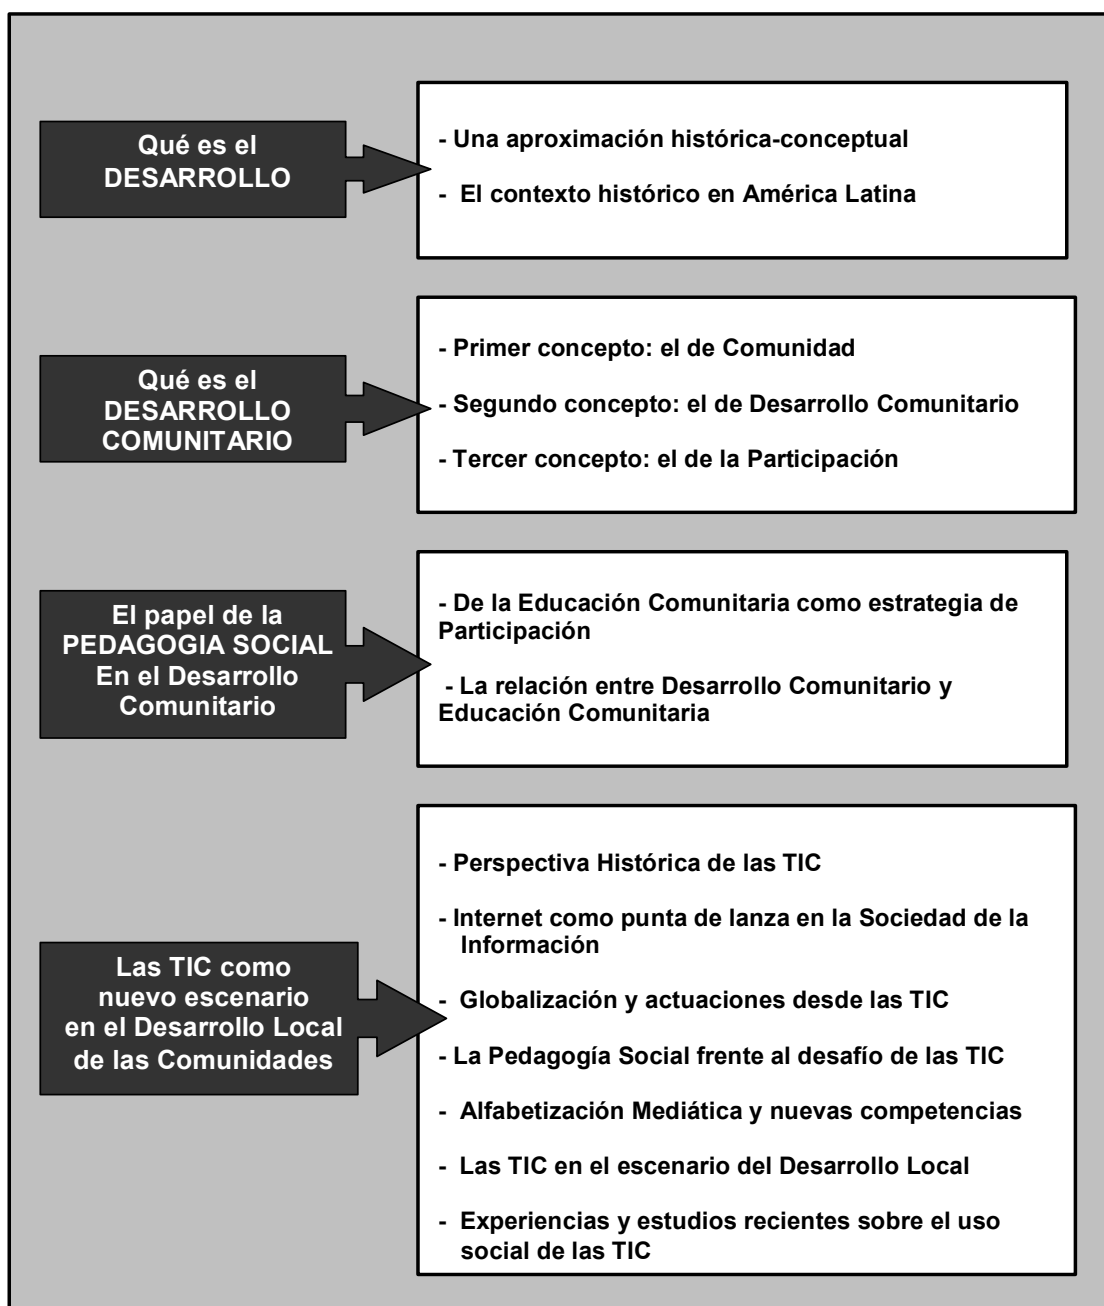 Qué es el
DESARROLLO
- Una aproximación histórica-conceptual
- El contexto histórico en América Latina
Qué es el
DESARROLLO
COMUNITARIO
- Primer concepto: el de Comunidad
- Segundo concepto: el de Desarrollo Comunitario
- Tercer concepto: el de la Participación
El papel de la
PEDAGOGIA SOCIAL
En el Desarrollo
Comunitario
- De la Educación Comunitaria como estrategia de
Participación
- La relación entre Desarrollo Comunitario y
Educación Comunitaria
Las TIC como
nuevo escenario
en el Desarrollo Local
de las Comunidades
- Perspectiva Histórica de las TIC
- Internet como punta de lanza en la Sociedad de la
Información
- Globalización y actuaciones desde las TIC
- La Pedagogía Social frente al desafío de las TIC
- Alfabetización Mediática y nuevas competencias
- Las TIC en el escenario del Desarrollo Local
- Experiencias y estudios recientes sobre el uso
social de las TIC